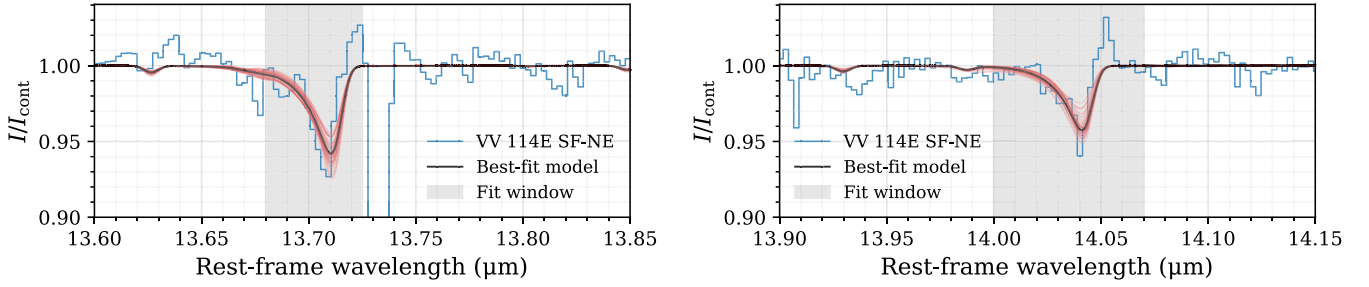 1.00
0.95
0.90
I/I_cont
VV 114E SF-NE
Best-fit model
Fit window
13.60 13.65 13.70 13.75 13.80 13.85
Rest-frame wavelength (μm)
1.00
0.95
0.90
I/I_cont
VV 114E SF-NE
Best-fit model
Fit window
13.90 13.95 14.00 14.05 14.10 14.15
Rest-frame wavelength (μm)